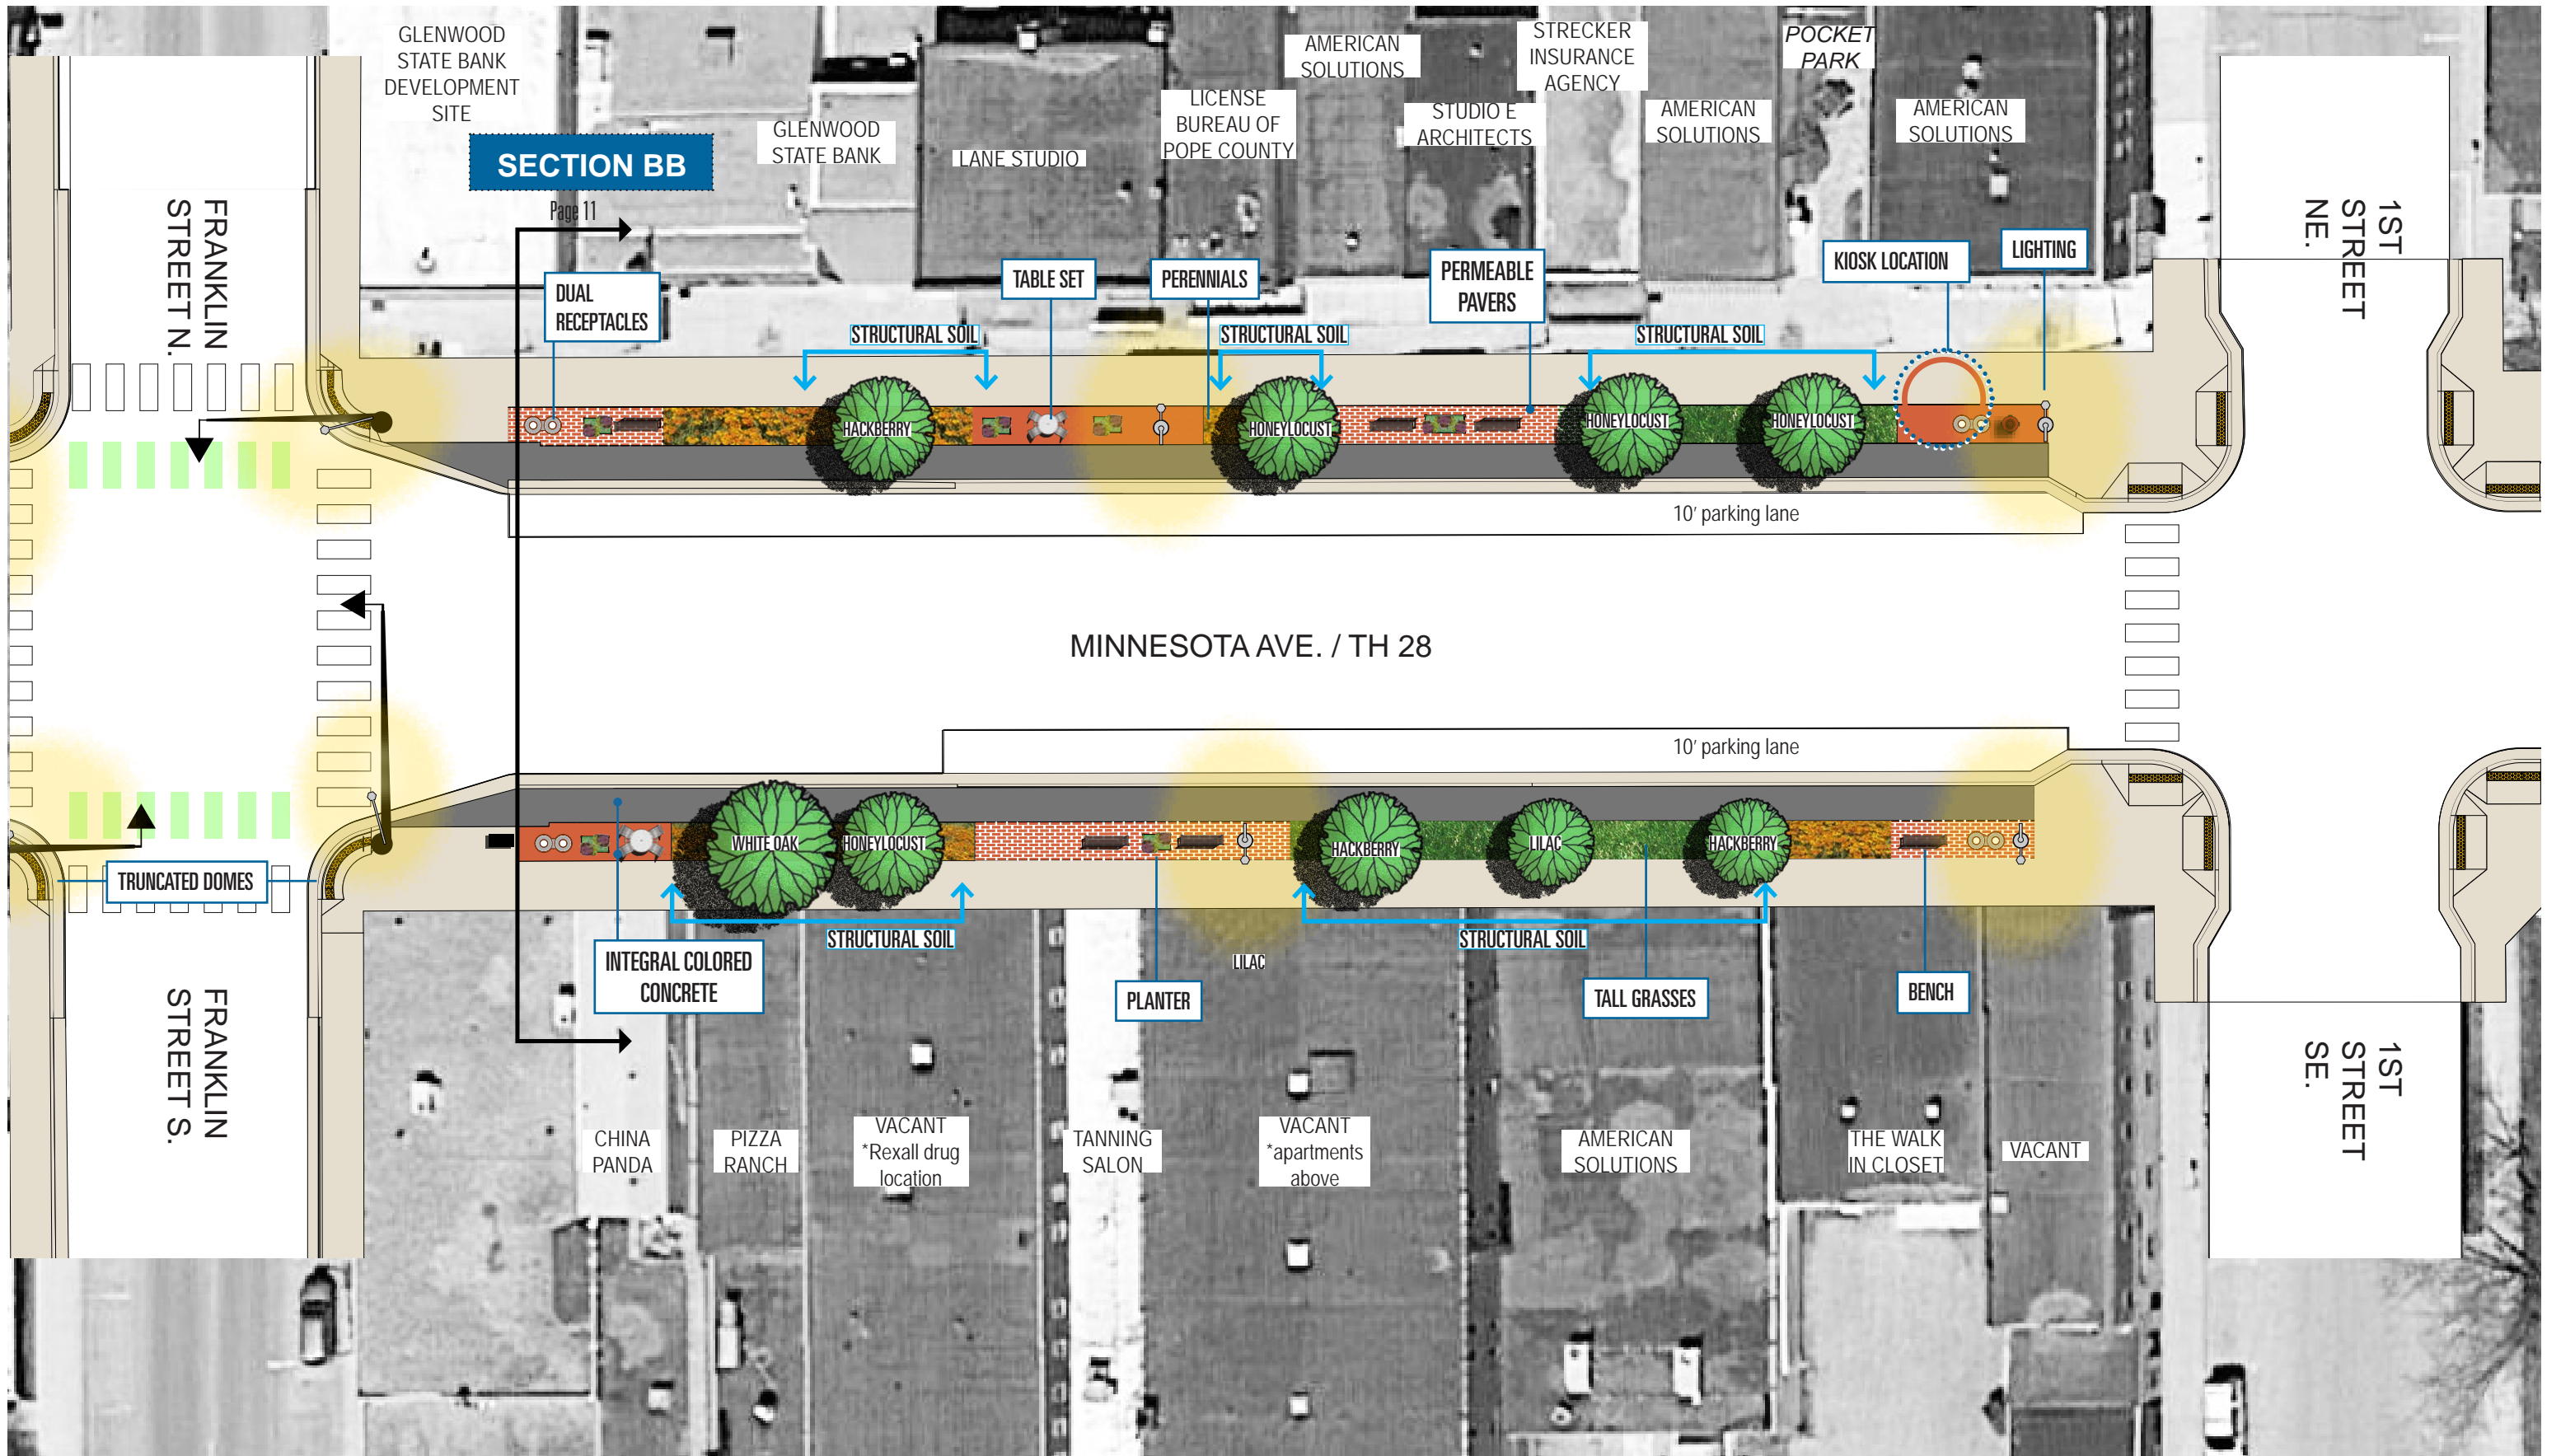 GLENWOOD
STATE BANK
DEVELOPMENT
SITE
SECTION BB
Page 11
GLENWOOD
STATE BANK
LANE STUDIO
LICENSE
BUREAU OF
POPE COUNTY
AMERICAN
SOLUTIONS
STUDIO E
ARCHITECTS
STRECKER
INSURANCE
AGENCY
AMERICAN
SOLUTIONS
POCKET
PARK
AMERICAN
SOLUTIONS
FRANKLIN
STREET N.
1ST
STREET
NE.
DUAL
RECEPTACLES
TABLE SET
PERENNIALS
PERMEABLE
PAVERS
KIOSK LOCATION
LIGHTING
STRUCTURAL SOIL
STRUCTURAL SOIL
STRUCTURAL SOIL
HACKBERRY
HONEYLOCUST
HONEYLOCUST
HONEYLOCUST
10' parking lane
MINNESOTA AVE. / TH 28
10' parking lane
WHITE OAK
HONEYLOCUST
HACKBERRY
LILAC
HACKBERRY
TRUNCATED DOMES
STRUCTURAL SOIL
STRUCTURAL SOIL
INTEGRAL COLORED
CONCRETE
LILAC
PLANTER
TALL GRASSES
BENCH
FRANKLIN
STREET S.
1ST
STREET
SE.
CHINA
PANDA
PIZZA
RANCH
VACANT
*Rexall drug
location
TANNING
SALON
VACANT
*apartments
above
AMERICAN
SOLUTIONS
THE WALK
IN CLOSET
VACANT